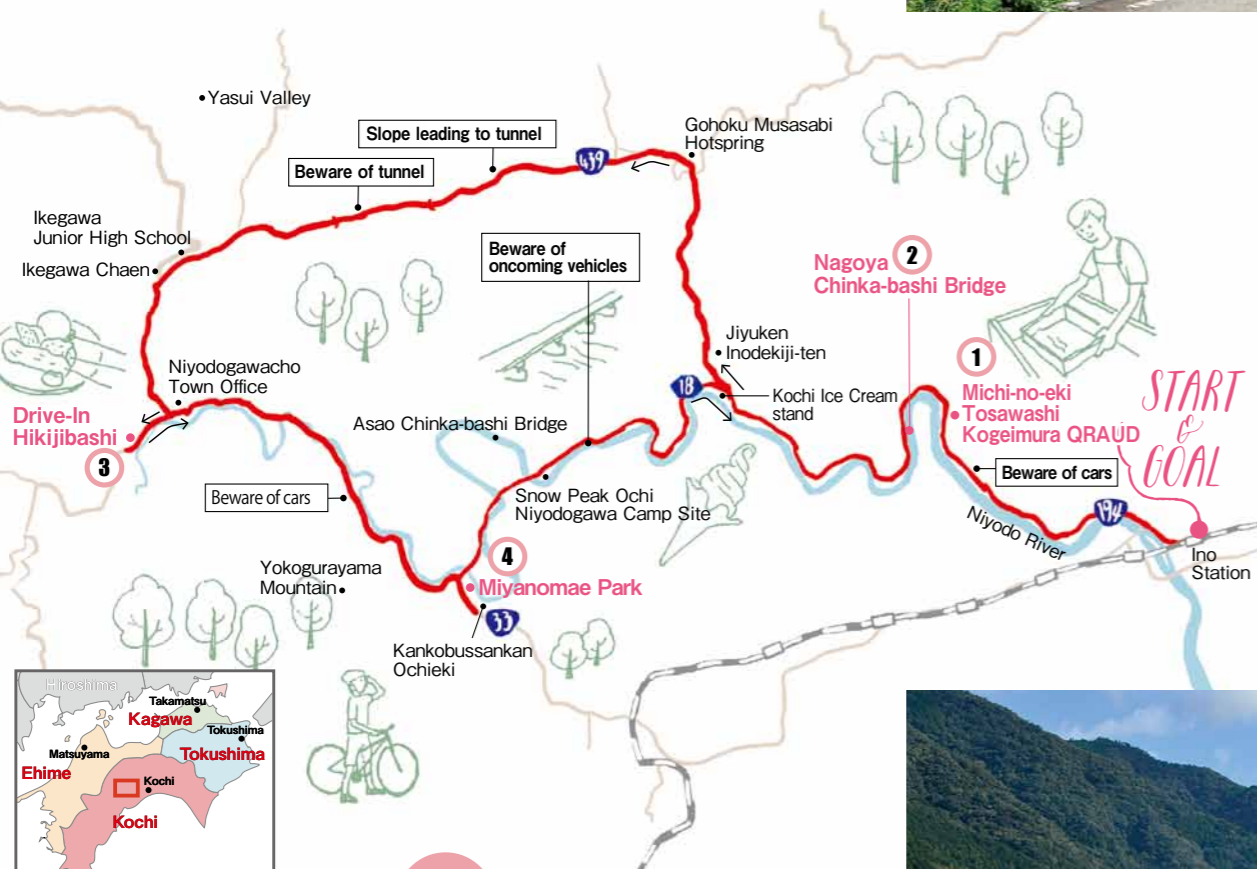 Yasui Valley
Slope leading to tunnel
Beware of tunnel
439
Gohoku Musasabi
Hotspring
Ikegawa
Junior High School
Ikegawa Chaen
Beware of
oncoming vehicles
Nagoya
Chinka-bashi Bridge
2
1
Michi-no-eki
Tosawashi
Kogeimura QRAUD
START
&
GOAL
Jiyuken
Inodekiji-ten
18
Kochi Ice Cream
stand
Niyodogawacho
Town Office
Drive-In
Hikijibashi
3
Asao Chinka-bashi Bridge
Beware of cars
Beware of cars
Snow Peak Ochi
Niyodogawa Camp Site
Niyodo River
194
Ino
Station
4
Miyanomae Park
Yokogurayama
Mountain
33
Kankobussankan
Ochieki
Hiroshima
Takamatsu
Kagawa
Tokushima
Matsuyama
Tokushima
Ehime
Kochi
Kochi